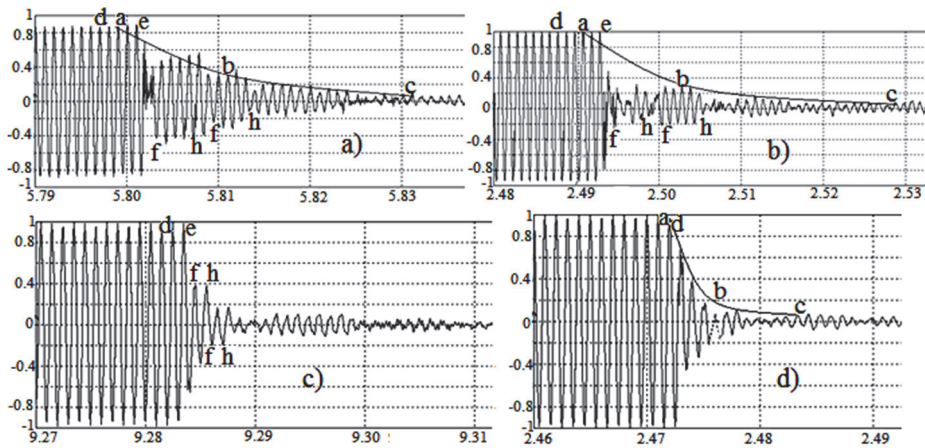 1 d a e
0.8
0.4 b
0 c
-0.4 f h f h
-0.8 a)
-1
5.79 5.80 5.81 5.82 5.83
1 d a e
0.8
0.4 b
0 c
-0.4 f h f h
-0.8 b)
-1
2.48 2.49 2.50 2.51 2.52 2.53
1 d e
0.8
0.4 f h
0
-0.4 f h
-0.8 c)
-1
9.27 9.28 9.29 9.30 9.31
1 a d
0.8
0.4 b
0 c
-0.4
-0.8 d)
-1
2.46 2.47 2.48 2.49